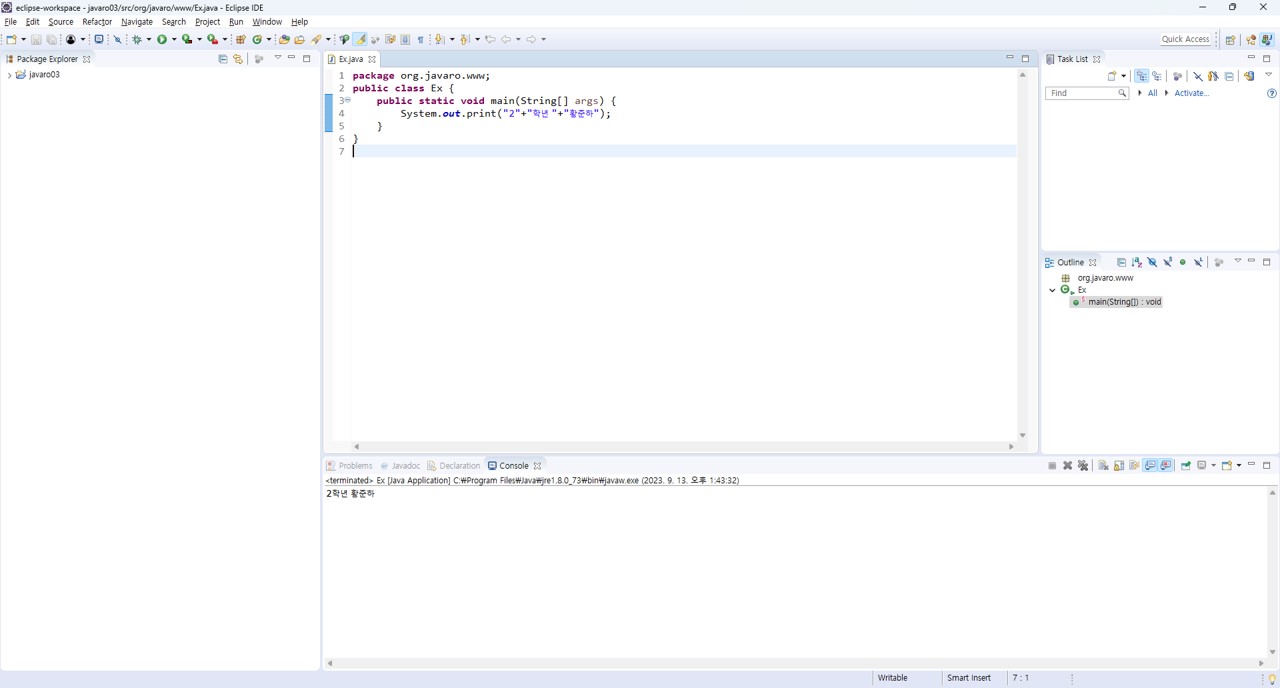 eclipse-workspace - javaro03/src/org/javaro/www/Ex.java - Eclipse IDE
File Edit Source Refactor Navigate Search Project Run Window Help
Quick Access
Package Explorer
javaro03
Ex.java
1 package org.javaro.www;
2 public class Ex {
3 public static void main(String[] args) {
4 System.out.print("2"+"학년 "+"황준하");
5 }
6 }
7
Task List
Find
All
Activate...
Outline
org.javaro.www
Ex
main(String[]) : void
Problems Javadoc Declaration Console
<terminated> Ex [Java Application] C:₩Program Files₩Java₩jre1.8.0_73₩bin₩javaw.exe (2023. 9. 13. 오후 1:43:32)
2학년 황준하
Writable Smart Insert 7 : 1